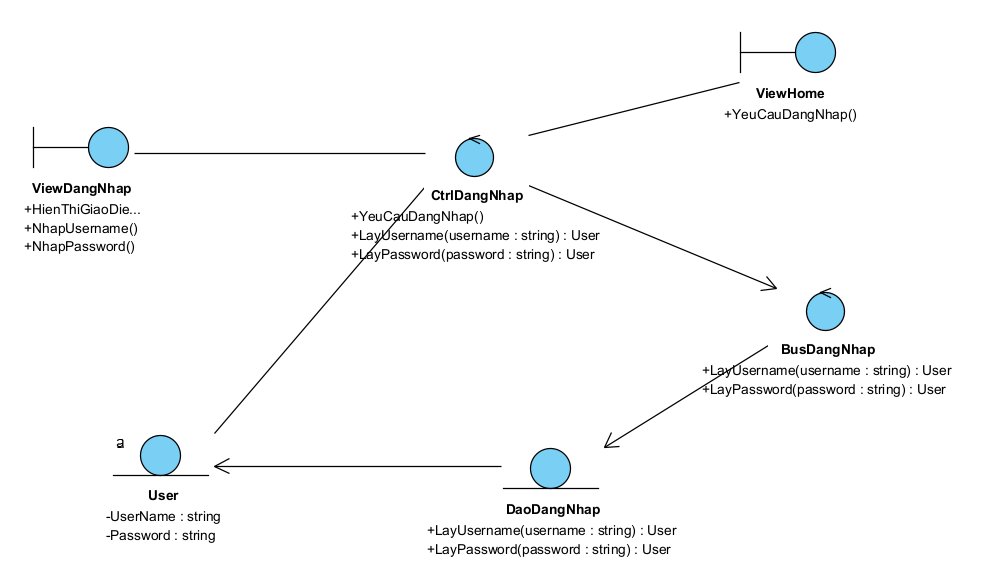 ViewHome
+YeuCauDangNhap()
ViewDangNhap
+HienThiGiaoDie...
+NhapUsername()
+NhapPassword()
CtrlDangNhap
+YeuCauDangNhap()
+LayUsername(username : string) : User
+LayPassword(password : string) : User
BusDangNhap
+LayUsername(username : string) : User
+LayPassword(password : string) : User
a
User
-UserName : string
-Password : string
DaoDangNhap
+LayUsername(username : string) : User
+LayPassword(password : string) : User